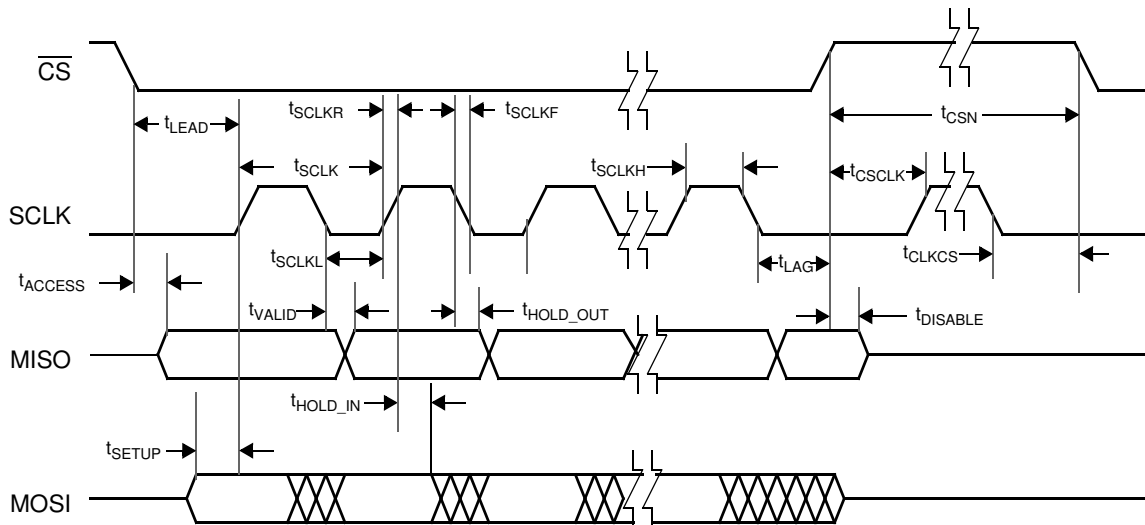 CS
tSCLKR
tSCLKF
tLEAD
tCSN
tSCLK
tSCLKH
tCSCLK
SCLK
tSCLKL
tLAG
tCLKCS
tACCESS
tVALID
tHOLD_OUT
tDISABLE
MISO
tHOLD_IN
tSETUP
MOSI